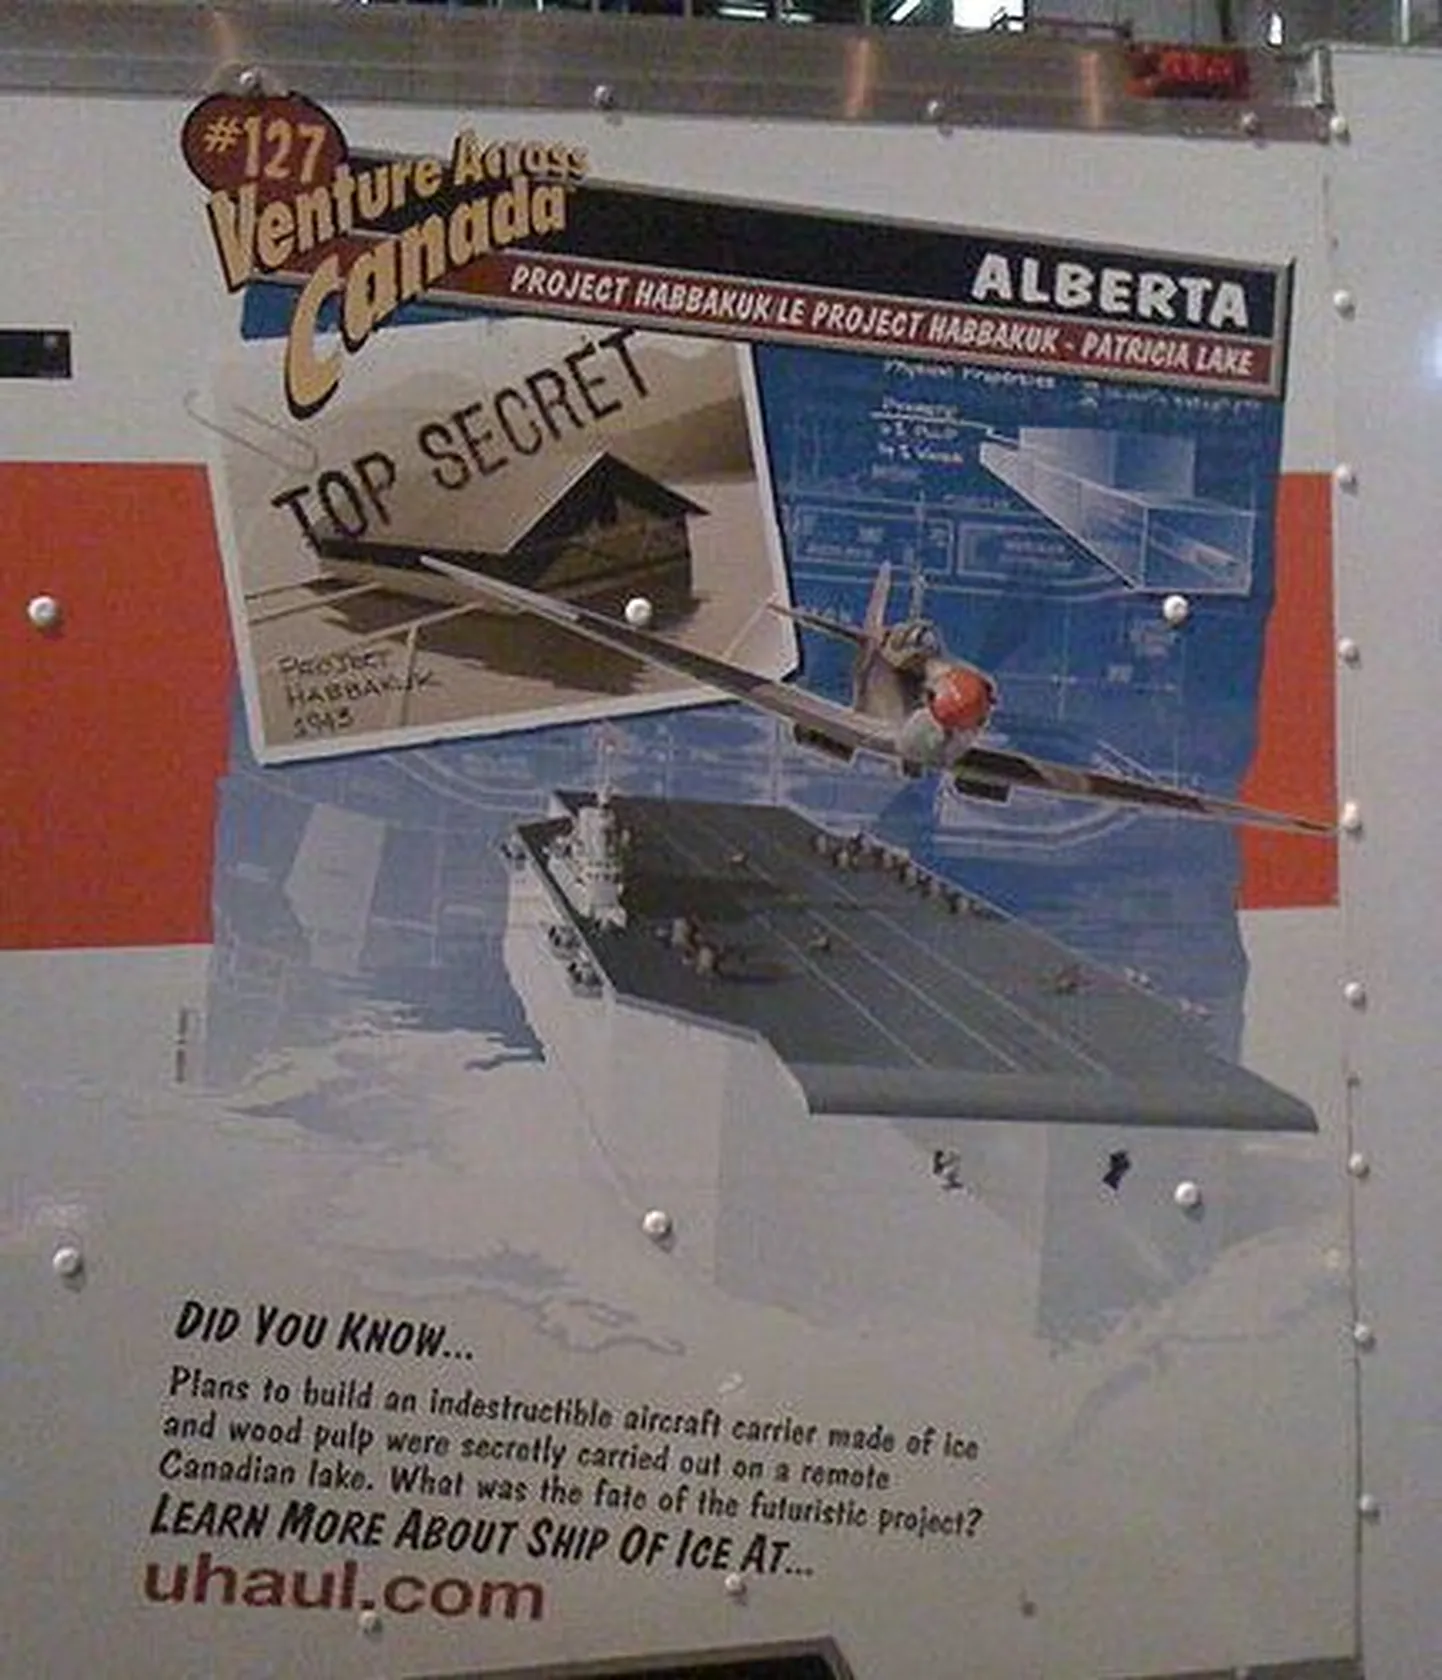 #127
Venture Across
Canada
ALBERTA
PROJECT HABBAKUK/LE PROJECT HABBAKUK - PATRICIA LAKE
TOP SECRET
Physical Properties
PROJECT
HABBAKUK
1943
DID YOU KNOW...
Plans to build an indestructible aircraft carrier made of ice
and wood pulp were secretly carried out on a remote
Canadian lake. What was the fate of the futuristic project?
LEARN MORE ABOUT SHIP OF ICE AT...
uhaul.com